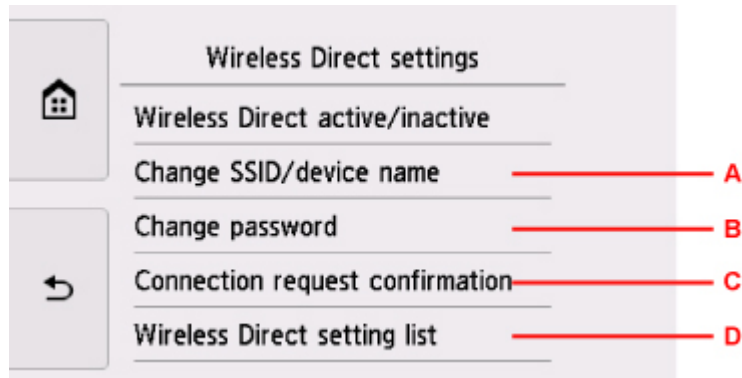 Wireless Direct settings
Wireless Direct active/inactive
Change SSID/device name
A
Change password
B
Connection request confirmation
C
Wireless Direct setting list
D